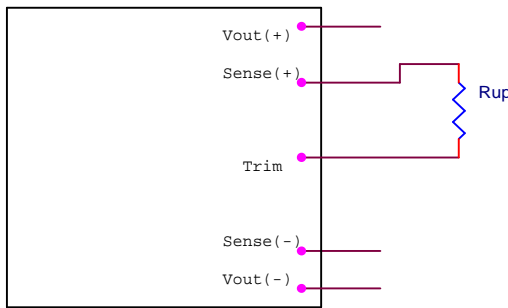 Vout(+)
Sense(+)
Rup
Trim
Sense(-)
Vout(-)